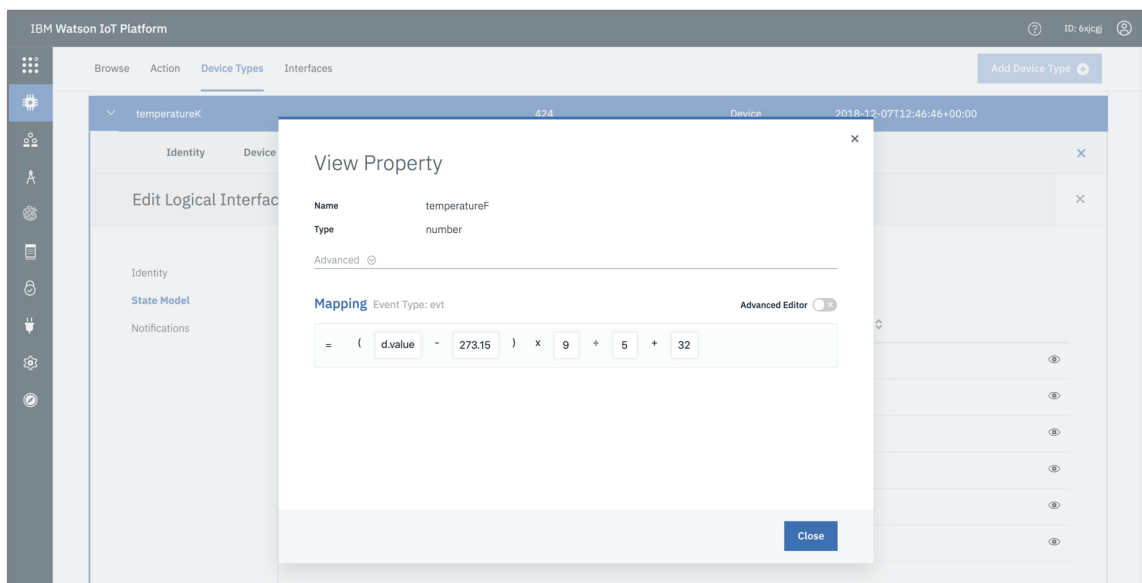 IBM Watson IoT Platform
ID: 6xjcgj
Browse Action Device Types Interfaces
Add Device Type
temperatureK 424 Device 2018-12-07T12:46:46+00:00
Identity Device
Edit Logical Interfac
Identity
State Model
Notifications
View Property
Name temperatureF
Type number
Advanced
Mapping Event Type: evt
Advanced Editor
= ( d.value - 273.15 ) x 9 ÷ 5 + 32
Close